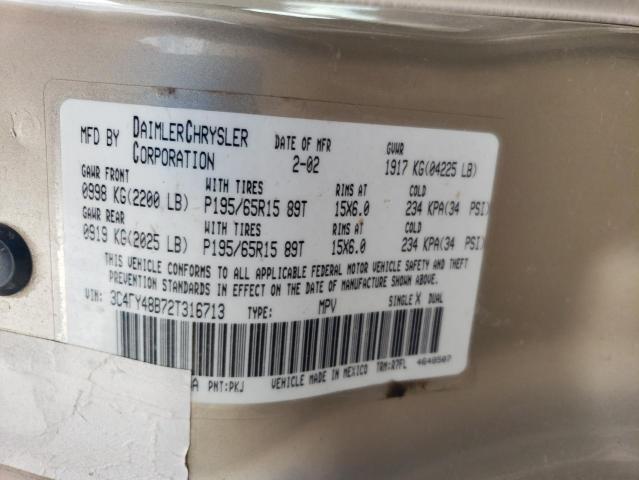 MFD BY DAIMLERCHRYSLER CORPORATION DATE OF MFR 2-02 GVWR 1917 KG(04225 LB)
GAWR FRONT WITH TIRES RIMS AT COLD
0998 KG(2200 LB) P195/65R15 89T 15X6.0 234 KPA(34 PSI)
GAWR REAR WITH TIRES RIMS AT COLD
0919 KG(2025 LB) P195/65R15 89T 15X6.0 234 KPA(34 PSI)
THIS VEHICLE CONFORMS TO ALL APPLICABLE FEDERAL MOTOR VEHICLE SAFETY AND THEFT
PREVENTION STANDARDS IN EFFECT ON THE DATE OF MANUFACTURE SHOWN ABOVE.
VIN: 3C4FY48B72T316713 TYPE: MPV SINGLE X DUAL
A PNT:PKJ VEHICLE MADE IN MEXICO TRM:R7FL 4648507